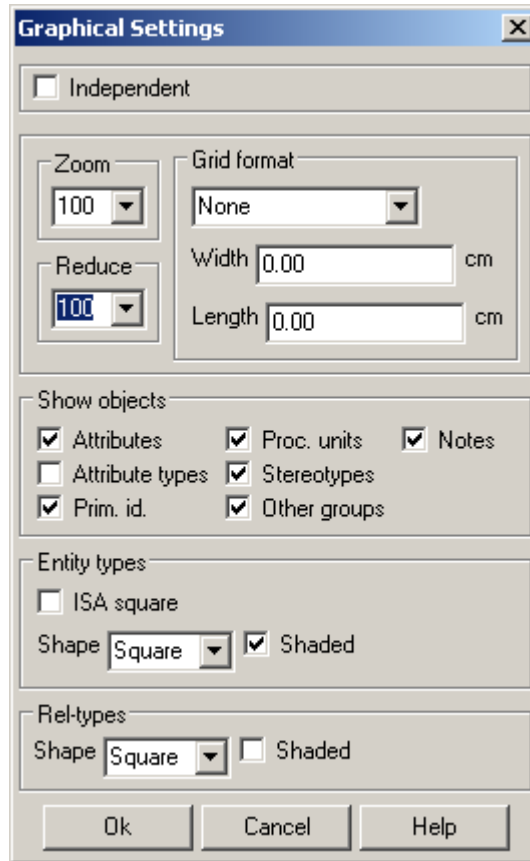 Graphical Settings
Independent
Zoom
100
Grid format
None
Reduce
100
Width 0.00 cm
Length 0.00 cm
Show objects
Attributes Proc. units Notes
Attribute types Stereotypes
Prim. id. Other groups
Entity types
ISA square
Shape Square Shaded
Rel-types
Shape Square Shaded
Ok Cancel Help